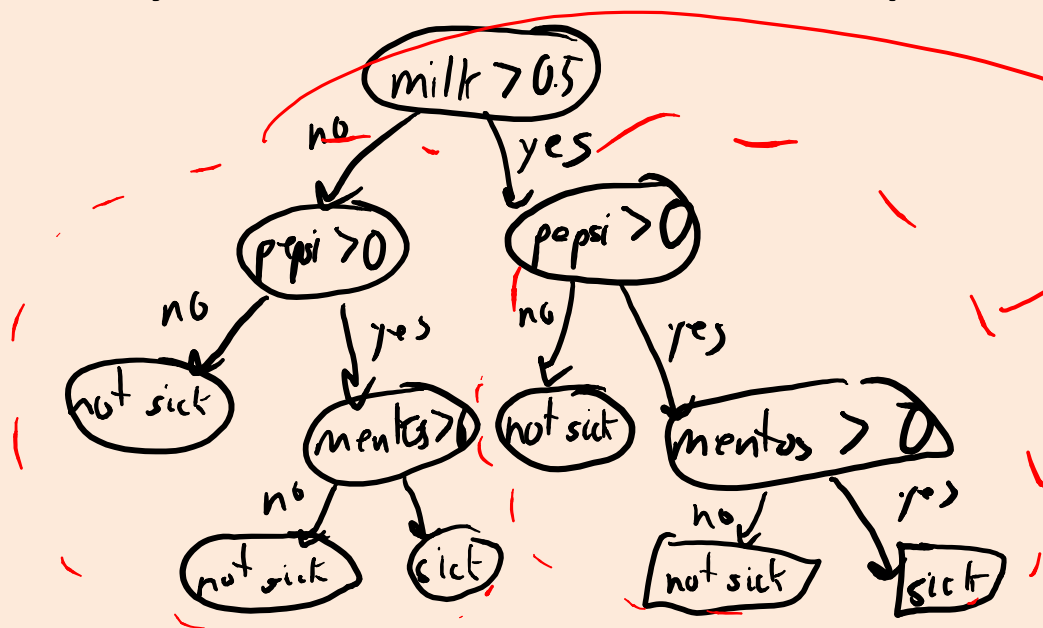 milk > 0.5
no
yes
pepsi > 0
pepsi > 0
no
yes
no
yes
not sick
mentos > 0
not sick
mentos > 0
no
no
yes
not sick
sick
not sick
sick